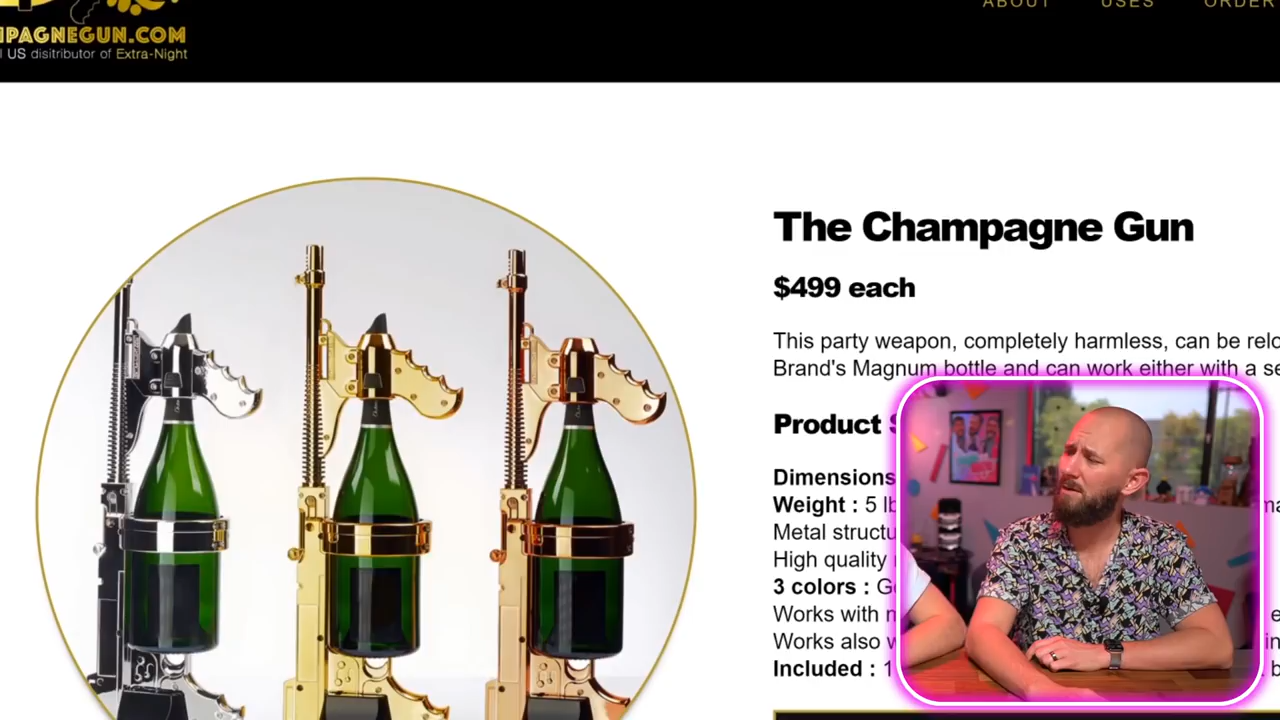 ABOUT USES ORDER
PAGNEGUN.COM
US disitributor of Extra-Night
The Champagne Gun
$499 each
This party weapon, completely harmless, can be relo
Brand's Magnum bottle and can work either with a se
Product S
Dimensions
Weight : 5 lb
Metal structu
High quality
3 colors : G
Works with n
Works also w
Included : 1